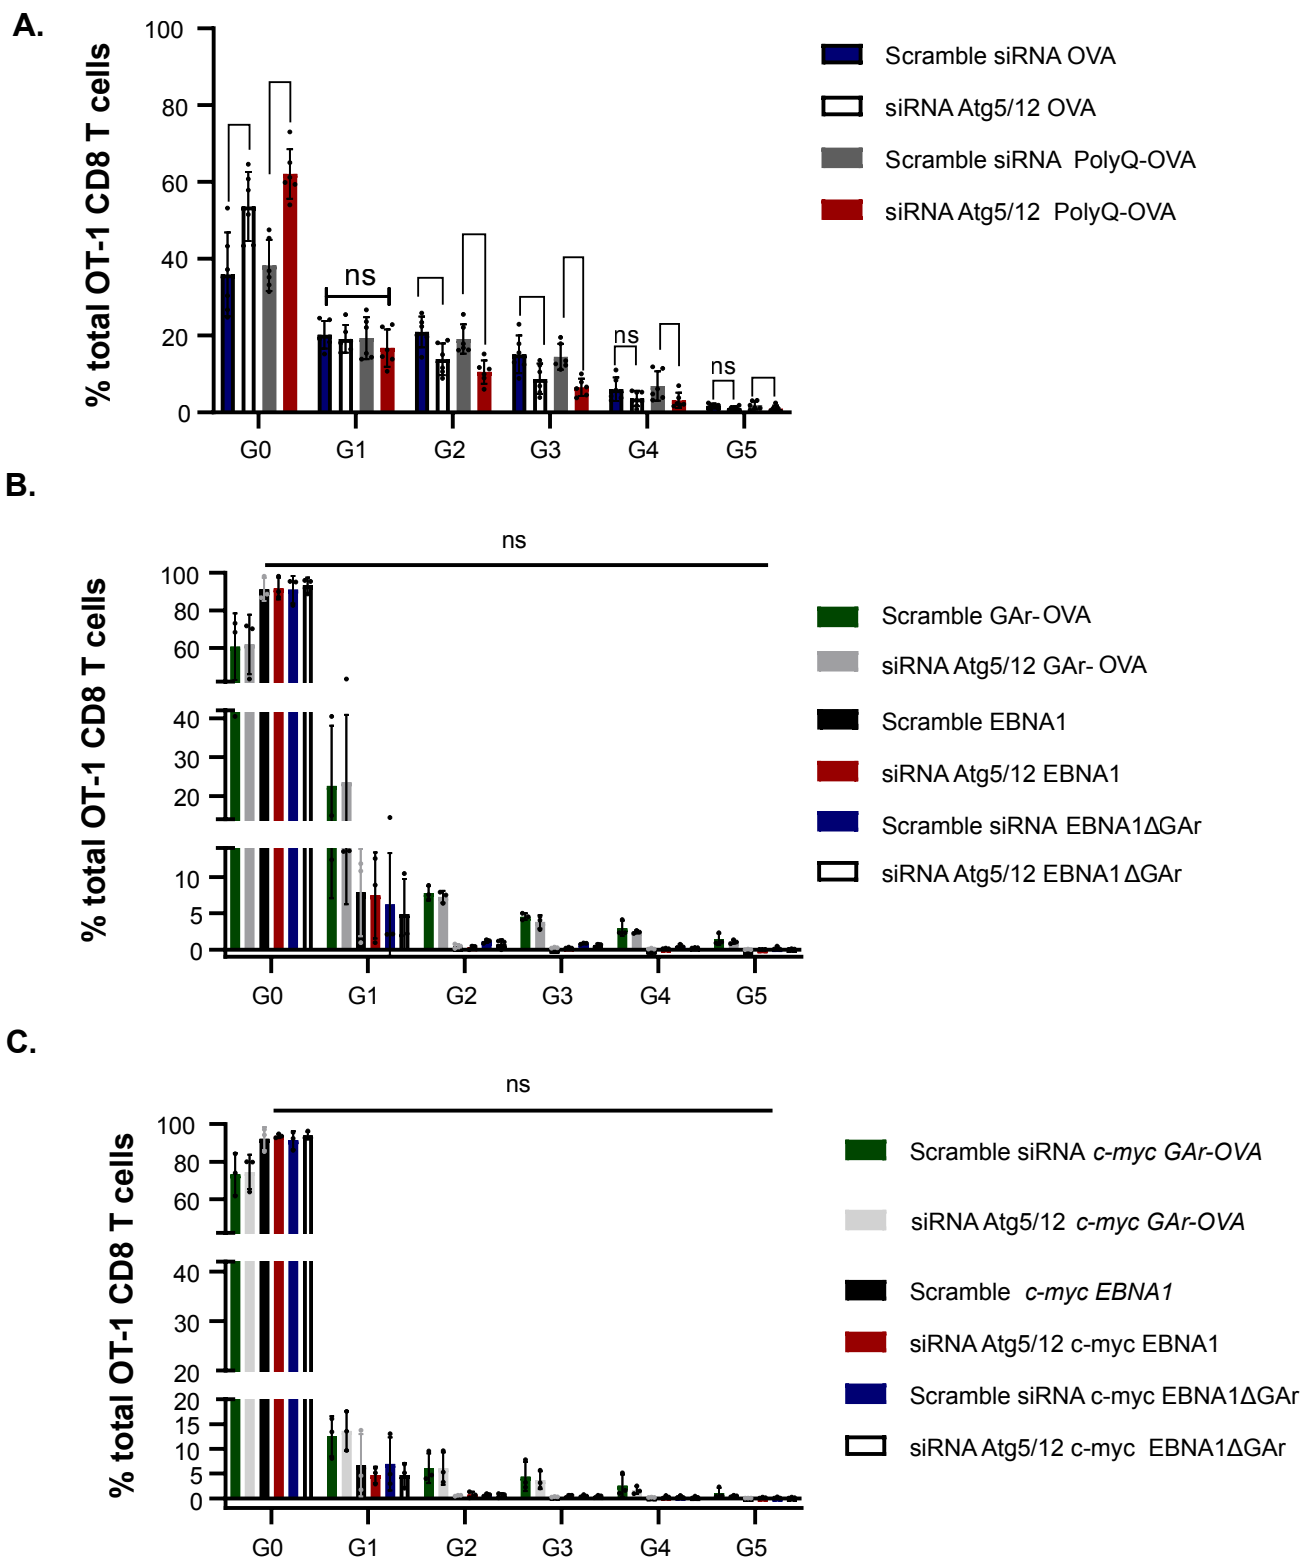 A.
% total OT-1 CD8 T cells
100
80
60
40
20
0
ns
ns
ns
G0 G1 G2 G3 G4 G5
Scramble siRNA OVA
siRNA Atg5/12 OVA
Scramble siRNA PolyQ-OVA
siRNA Atg5/12 PolyQ-OVA
B.
% total OT-1 CD8 T cells
ns
100
80
60
40
30
20
10
5
0
G0 G1 G2 G3 G4 G5
Scramble GAr-OVA
siRNA Atg5/12 GAr-OVA
Scramble EBNA1
siRNA Atg5/12 EBNA1
Scramble siRNA EBNA1ΔGAr
siRNA Atg5/12 EBNA1ΔGAr
C.
% total OT-1 CD8 T cells
ns
100
80
60
40
30
20
20
15
10
5
0
G0 G1 G2 G3 G4 G5
Scramble siRNA c-myc GAr-OVA
siRNA Atg5/12 c-myc GAr-OVA
Scramble c-myc EBNA1
siRNA Atg5/12 c-myc EBNA1
Scramble siRNA c-myc EBNA1ΔGAr
siRNA Atg5/12 c-myc EBNA1ΔGAr